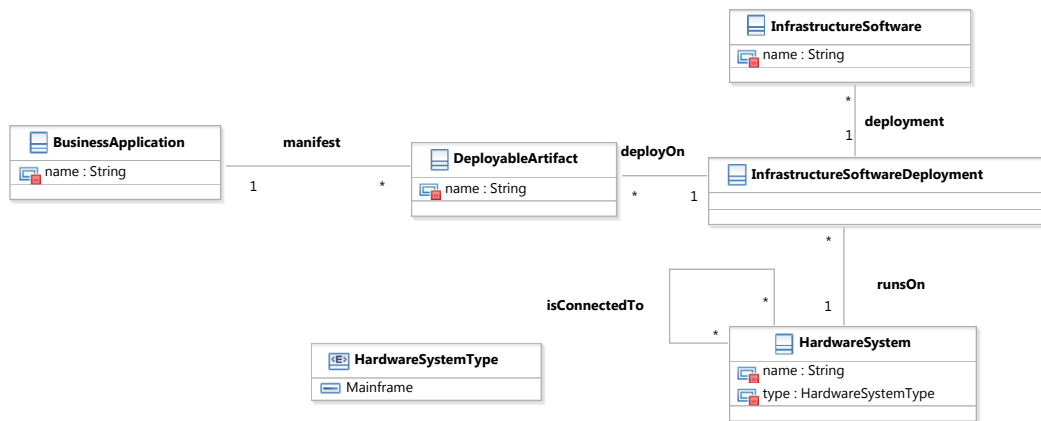 InfrastructureSoftware
name : String
*
deployment
1
BusinessApplication
name : String
manifest
1
*
DeployableArtifact
name : String
deployOn
*
1
InfrastructureSoftwareDeployment
*
runsOn
1
isConnectedTo
*
*
HardwareSystem
name : String
type : HardwareSystemType
<E> HardwareSystemType
Mainframe